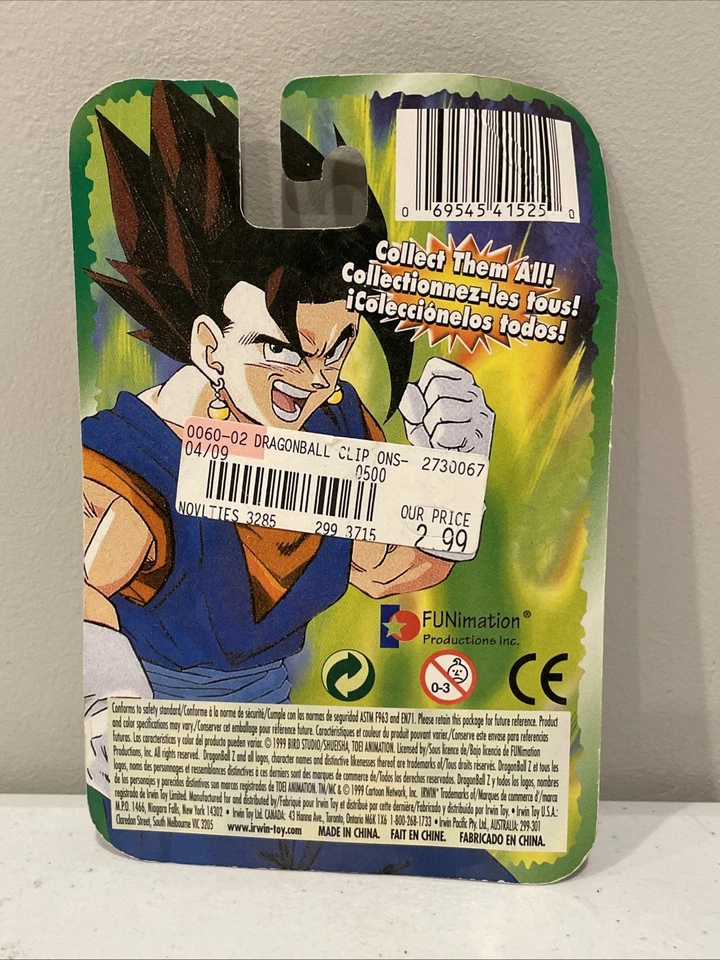 0 69545 41525 0
Collect Them All!
Collectionnez-les tous!
¡Colecciónelos todos!
0060-02 DRAGONBALL CLIP ONS- 2730067
04/09 0500
NOVLTIES 3285 299 3715 OUR PRICE
2.99
FUNimation®
Productions Inc.
0-3
CE
Conforms to safety standard/Conforme à la norme de sécurité/Cumple con las normas de seguridad ASTM F963 and EN71. Please retain this package for future reference. Product
and color specifications may vary./Conserver cet emballage pour référence future. Caractéristiques et couleurs du produit peuvent varier./Conserve este envase para referencias
futuras. Las características y color del producto pueden variar. © 1999 BIRD STUDIO/SHUEISHA, TOEI ANIMATION. Licensed by/Sous licence de/Bajo licencia de FUNimation
Productions, Inc. All rights reserved. DragonBall Z and all logos, character names and distinctive likenesses thereof are trademarks of/Tous droits réservés. DragonBall Z et tous les
logos, noms des personnages et ressemblances distinctives à ces derniers sont des marques de commerce de/Todos los derechos reservados. DragonBall Z y todos los logos, nombres
de los personajes y parecidos distintivos son marcas registradas de TOEI ANIMATION. TM/MC & © 1999 Cartoon Network, Inc. IRWIN® Trademarks of/Marques de commerce d'/marca
registrada de Irwin Toy Limited. Manufactured for and distributed by/Fabriqué pour Irwin Toy et distribué par cette dernière/Fabricado y distribuido por Irwin Toy. • Irwin Toy U.S.A.:
M.P.O. 1466, Niagara Falls, New York 14302 • Irwin Toy Ltd. CANADA: 43 Hanna Ave., Toronto, Ontario M6K 1X6 1-800-268-1733 • Irwin Pacific Pty. Ltd., AUSTRALIA: 299-301
Claredon Street, South Melbourne VIC 3205 www.irwin-toy.com MADE IN CHINA. FAIT EN CHINE. FABRICADO EN CHINA.